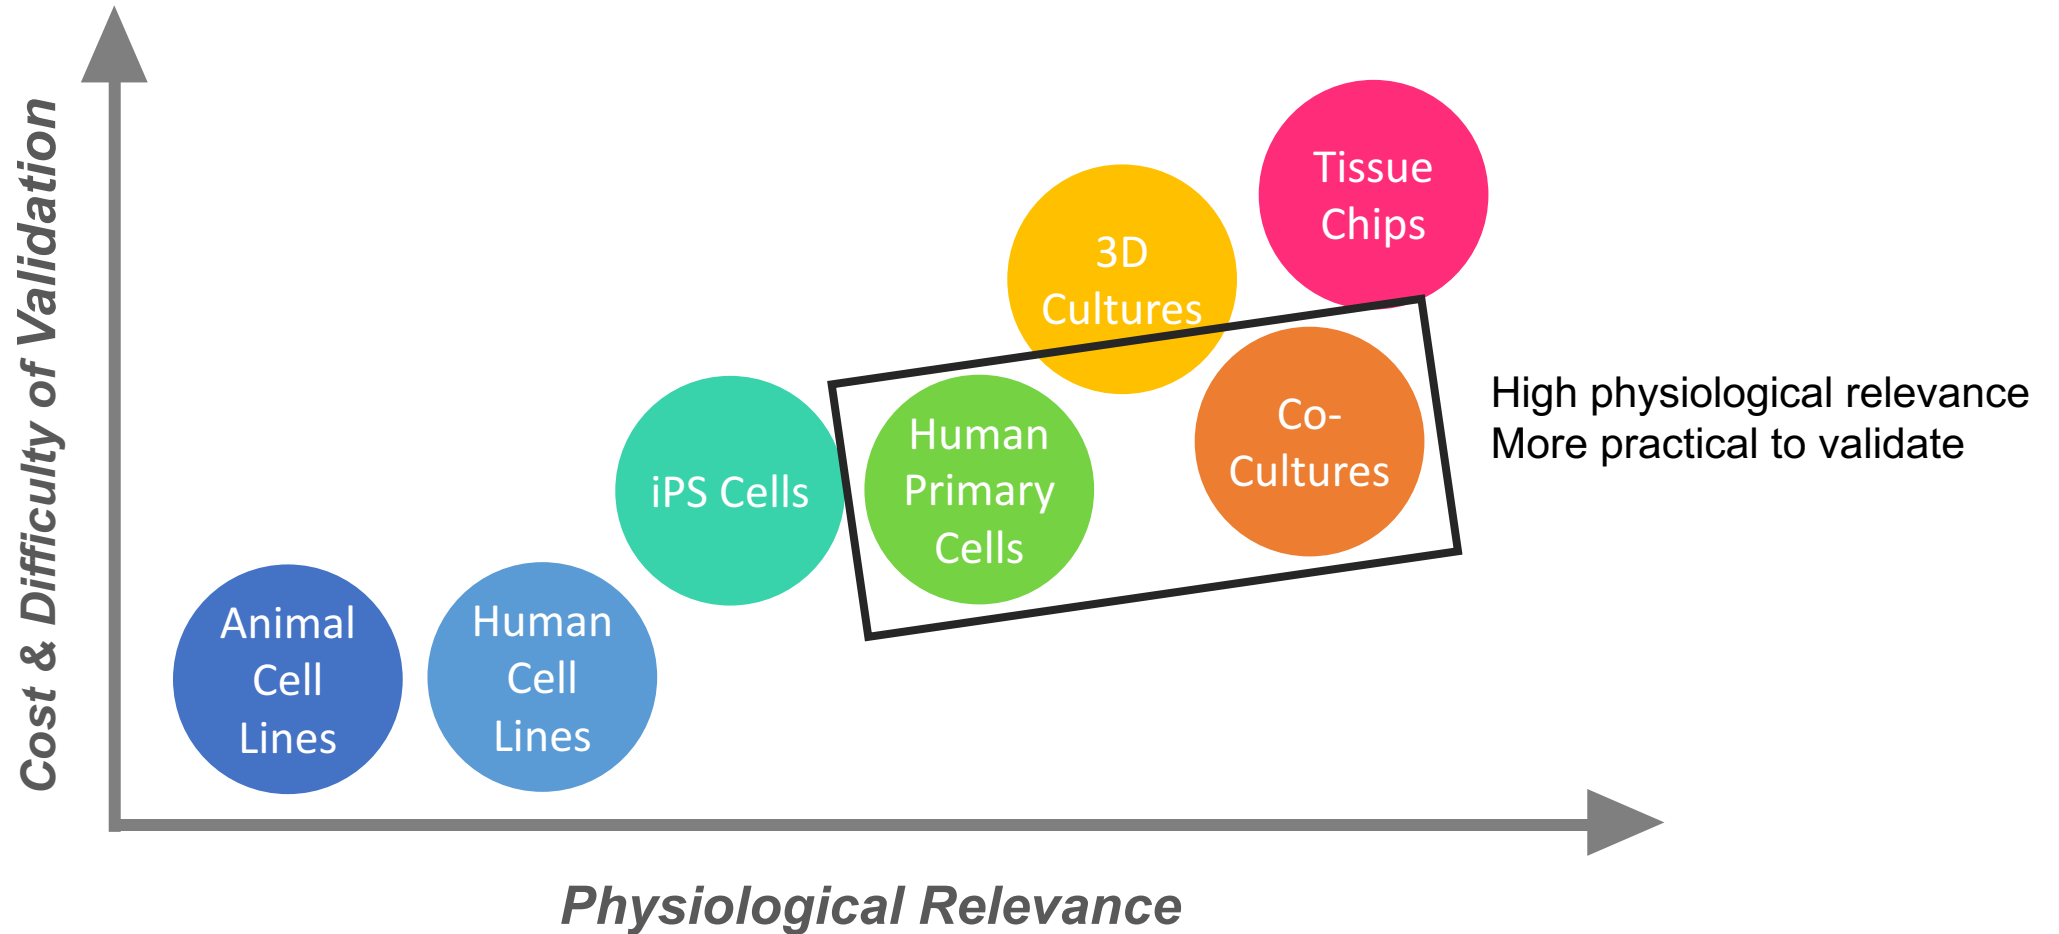 Cost & Difficulty of Validation
Tissue
Chips
3D
Cultures
Co-
Cultures
High physiological relevance
More practical to validate
Human
Primary
Cells
iPS Cells
Human
Cell
Lines
Animal
Cell
Lines
Physiological Relevance